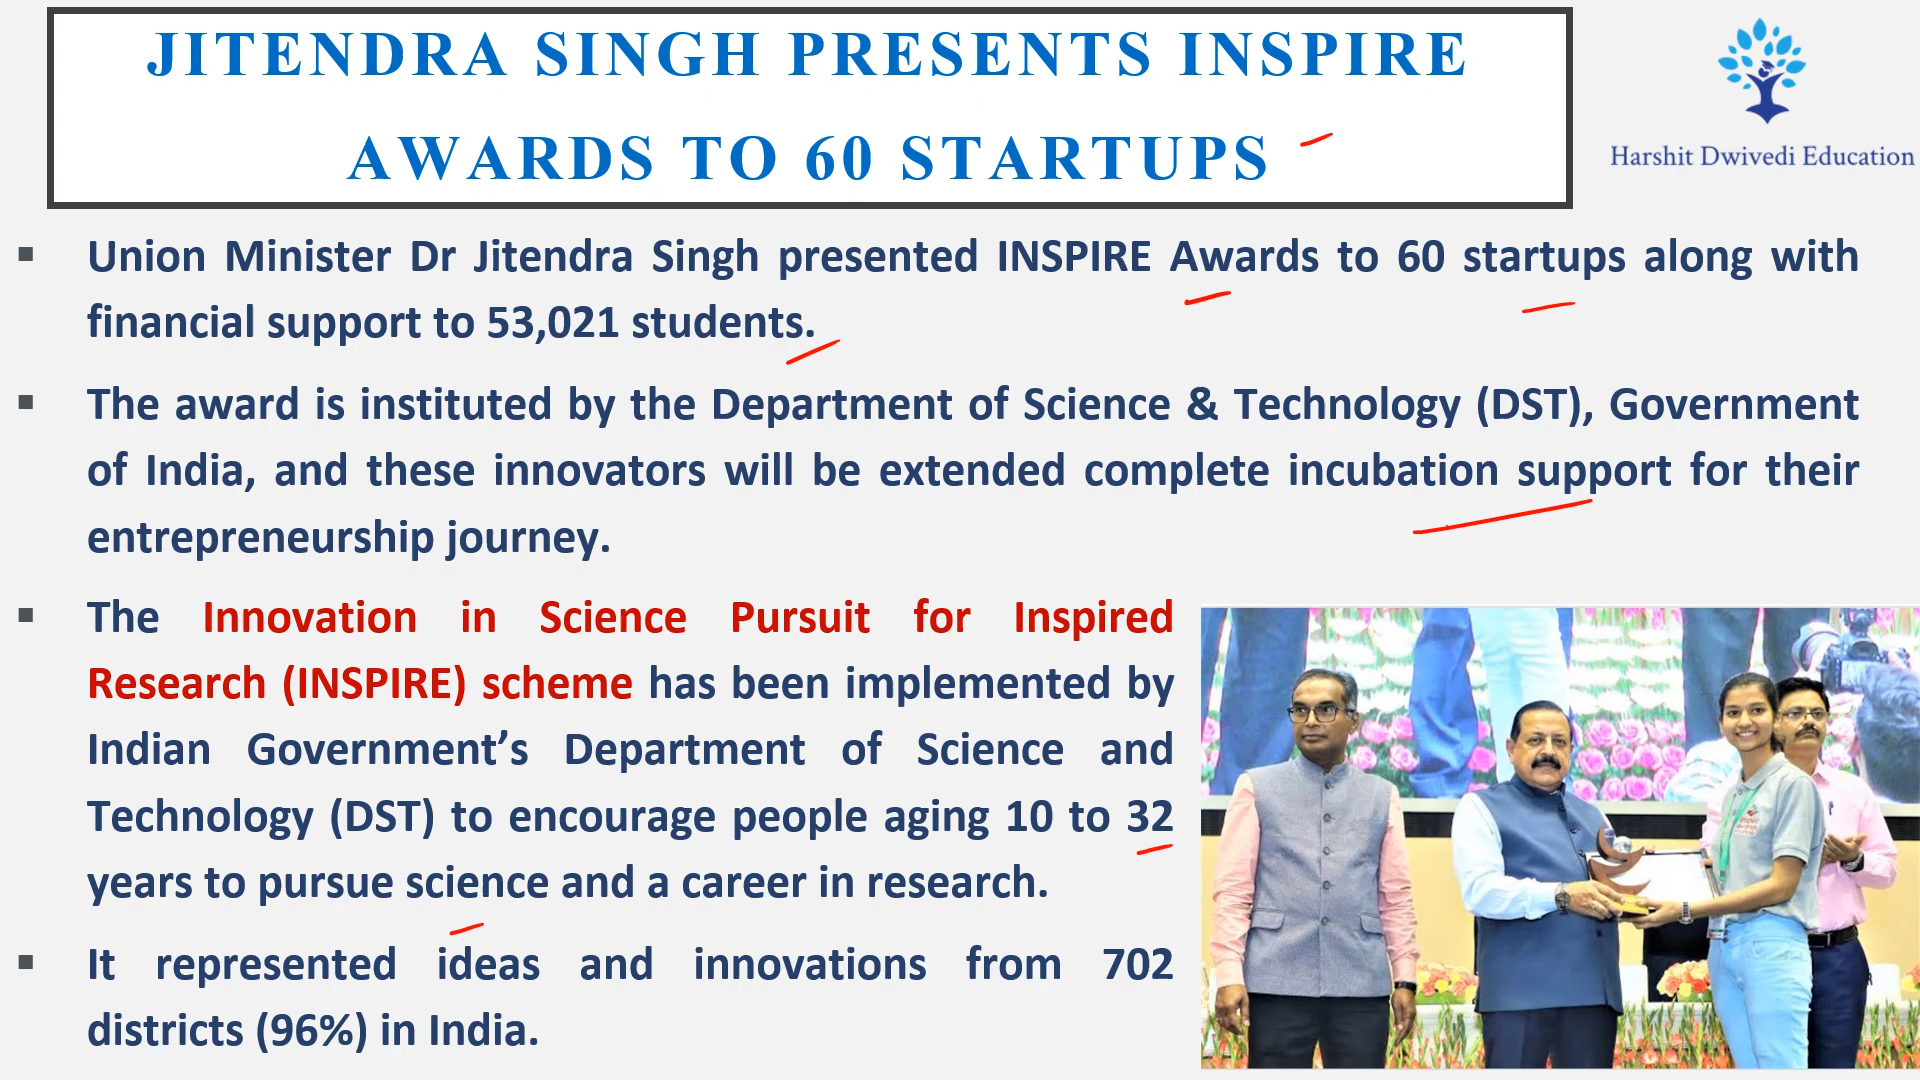 JITENDRA SINGH PRESENTS INSPIRE
AWARDS TO 60 STARTUPS
Harshit Dwivedi Education
▪ Union Minister Dr Jitendra Singh presented INSPIRE Awards to 60 startups along with
financial support to 53,021 students.
▪ The award is instituted by the Department of Science & Technology (DST), Government
of India, and these innovators will be extended complete incubation support for their
entrepreneurship journey.
▪ The Innovation in Science Pursuit for Inspired
Research (INSPIRE) scheme has been implemented by
Indian Government’s Department of Science and
Technology (DST) to encourage people aging 10 to 32
years to pursue science and a career in research.
▪ It represented ideas and innovations from 702
districts (96%) in India.